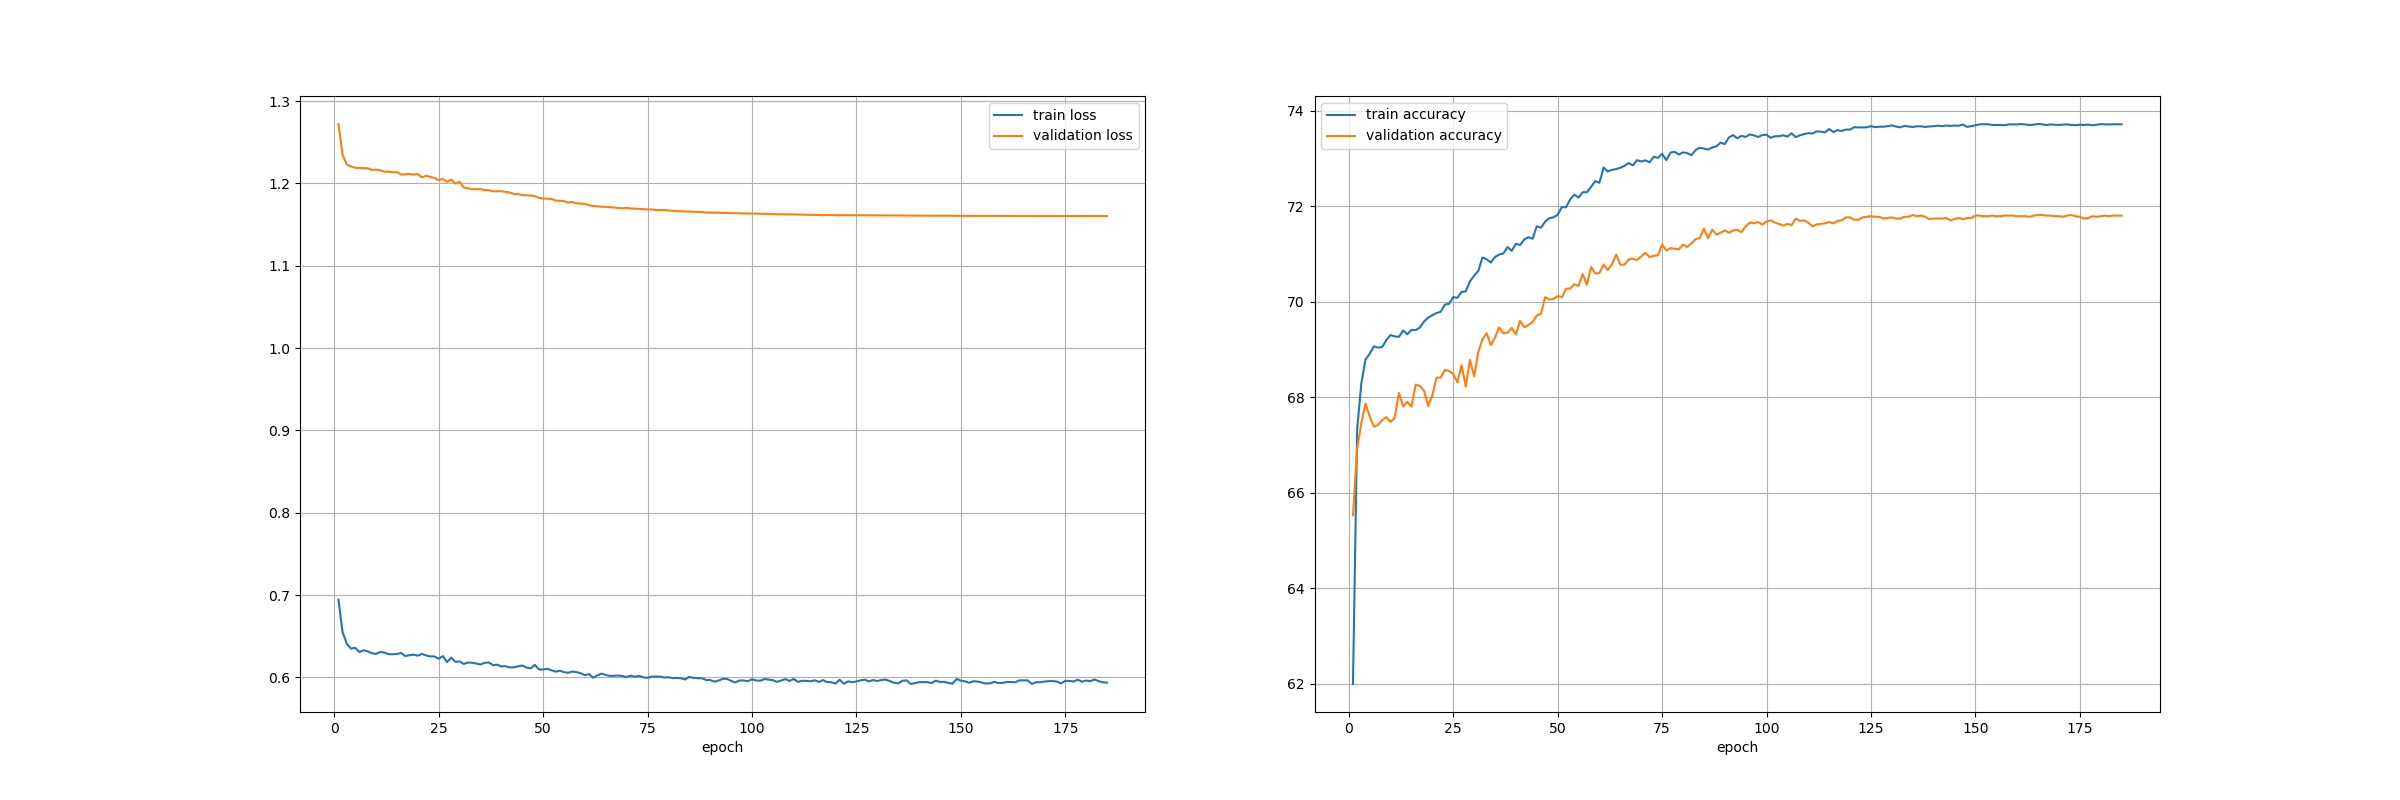 1.3
1.2
1.1
1.0
0.9
0.8
0.7
0.6
0 25 50 75 100 125 150 175
epoch
train loss
validation loss
74
72
70
68
66
64
62
0 25 50 75 100 125 150 175
epoch
train accuracy
validation accuracy